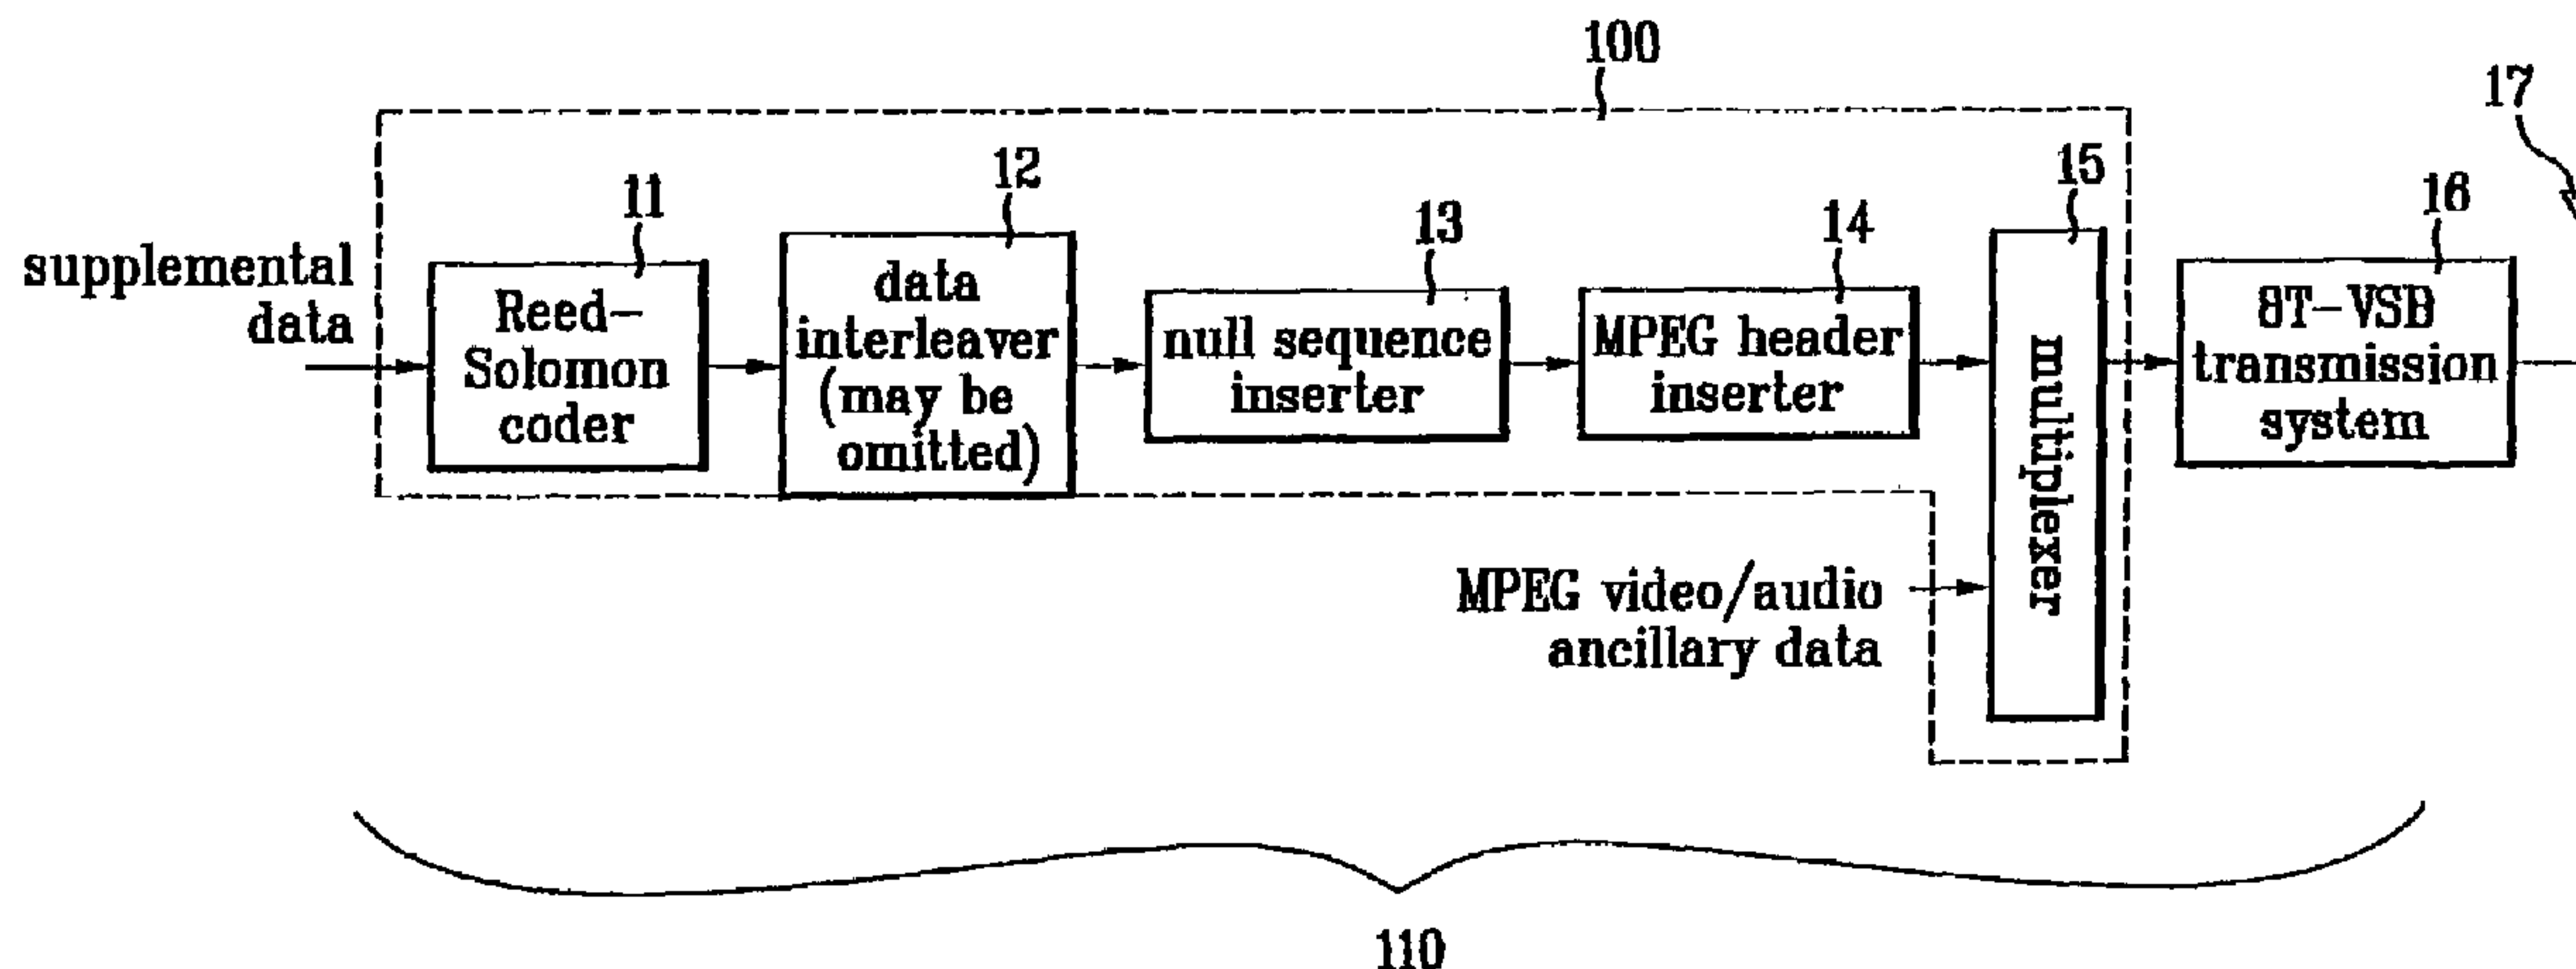 100
17
11
12
13
14
15
16
supplemental
data
Reed-
Solomon
coder
data
interleaver
(may be
omitted)
null sequence
inserter
MPEG header
inserter
multiplexer
8T-VSB
transmission
system
MPEG video/audio
ancillary data
110